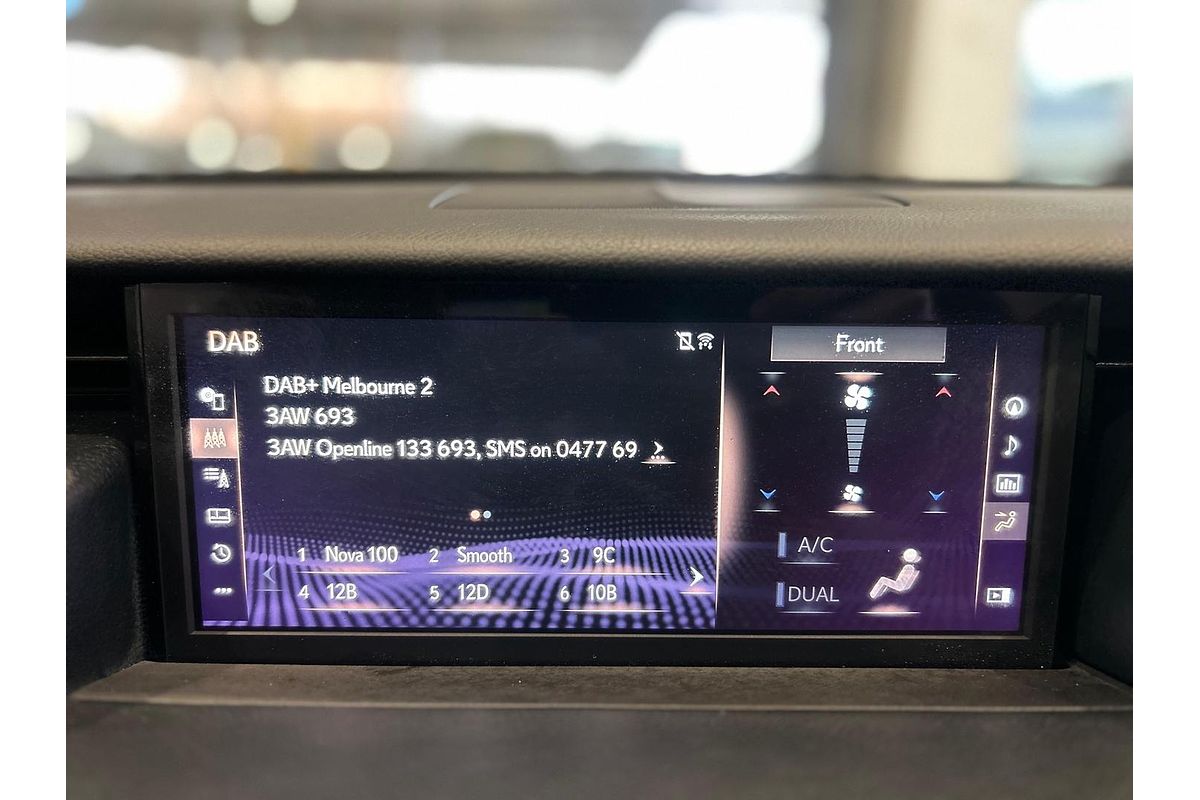 DAB
DAB+ Melbourne 2
3AW 693
3AW Openline 133 693, SMS on 0477 69
1 Nova 100 2 Smooth 3 9C
4 12B 5 12D 6 10B
Front
A/C
DUAL